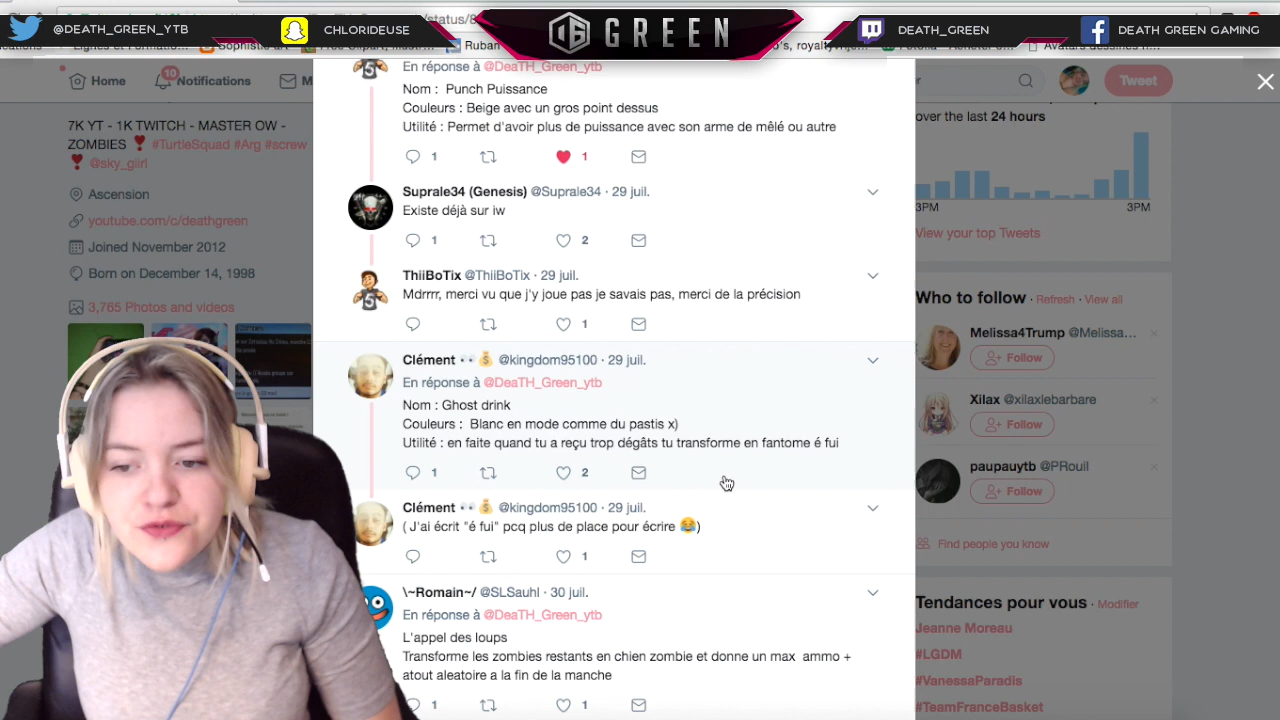 @DEATH_GREEN_YTB
CHLORIDEUSE
GREEN
DEATH_GREEN
DEATH GREEN GAMING
/status/8
Ruban
Home
10
Notifications
M
Tweet
7K YT - 1K TWITCH - MASTER OW -
ZOMBIES ❣ #TurtleSquad #Arg #screw
❣ @sky_giirl
Ascension
youtube.com/c/deathgreen
Joined November 2012
Born on December 14, 1998
3,765 Photos and videos
En réponse à @DeaTH_Green_ytb
Nom : Punch Puissance
Couleurs : Beige avec un gros point dessus
Utilité : Permet d'avoir plus de puissance avec son arme de mêlé ou autre
1 1
Suprale34 (Genesis) @Suprale34 · 29 juil.
Existe déjà sur iw
1 2
ThiiBoTix @ThiiBoTix · 29 juil.
Mdrrrr, merci vu que j'y joue pas je savais pas, merci de la précision
1
Clément 👀💰 @kingdom95100 · 29 juil.
En réponse à @DeaTH_Green_ytb
Nom : Ghost drink
Couleurs : Blanc en mode comme du pastis x)
Utilité : en faite quand tu a reçu trop dégâts tu transforme en fantome é fui
1 2
Clément 👀💰 @kingdom95100 · 29 juil.
( J'ai écrit "é fui" pcq plus de place pour écrire 😂)
1
\~Romain~/ @SLSauhl · 30 juil.
En réponse à @DeaTH_Green_ytb
L'appel des loups
Transforme les zombies restants en chien zombie et donne un max ammo +
atout aleatoire a la fin de la manche
1 1
over the last 24 hours
3PM 3PM
View your top Tweets
Who to follow · Refresh · View all
Melissa4Trump @Melissa...
Follow
Xilax @xilaxlebarbare
Follow
paupauytb @PRouil
Follow
Find people you know
Tendances pour vous · Modifier
Jeanne Moreau
#LGDM
#VanessaParadis
#TeamFranceBasket